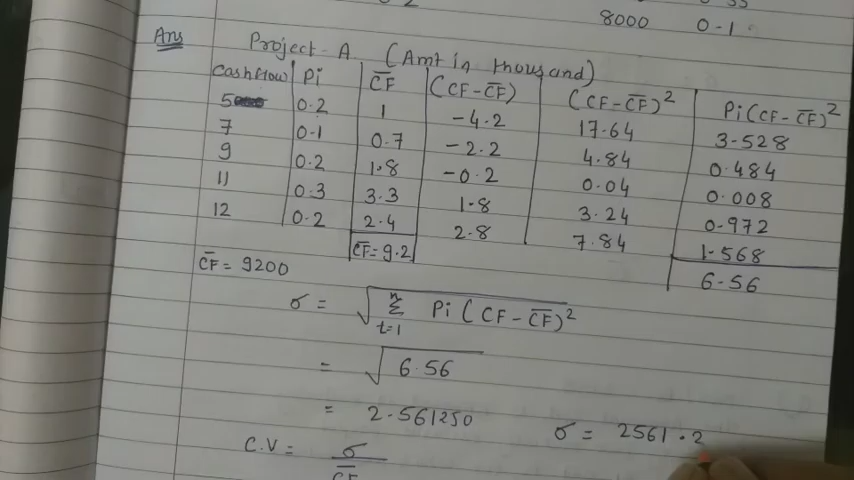 8000 0-1
Ans
Project-A (Amt in thousand)
Cashflow Pi C̅F̅ (CF-C̅F̅) (CF-C̅F̅)² Pi(CF-C̅F̅)²
5 0.2 1 -4.2 17.64 3.528
7 0.1 0.7 -2.2 4.84 0.484
9 0.2 1.8 -0.2 0.04 0.008
11 0.3 3.3 1.8 3.24 0.972
12 0.2 2.4 2.8 7.84 1.568
C̅F̅ = 9.2 6.56
C̅F̅ = 9200
σ = √ n Σ t=1 Pi (CF-C̅F̅)²
= √6.56
= 2.561250 σ = 2561.2
C.V = σ / C̅F̅